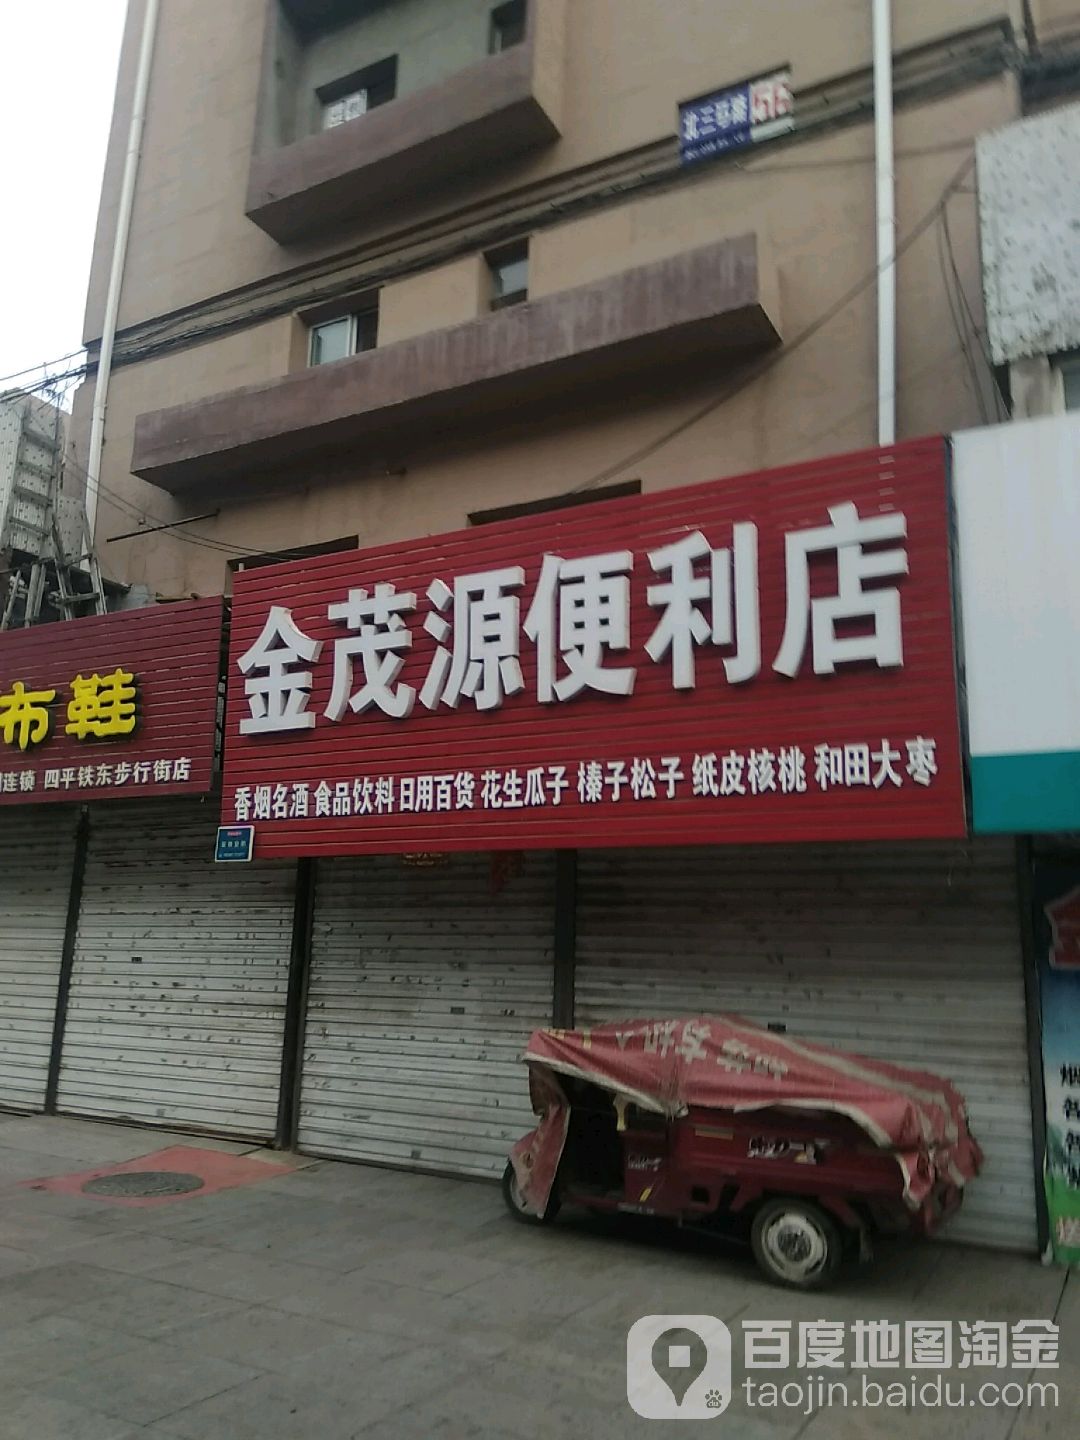 北三马路
金茂源便利店
香烟名酒 食品饮料 日用百货 花生瓜子 榛子松子 纸皮核桃 和田大枣
布鞋
连锁 四平铁东步行街店
百度地图淘金
taojin.baidu.com